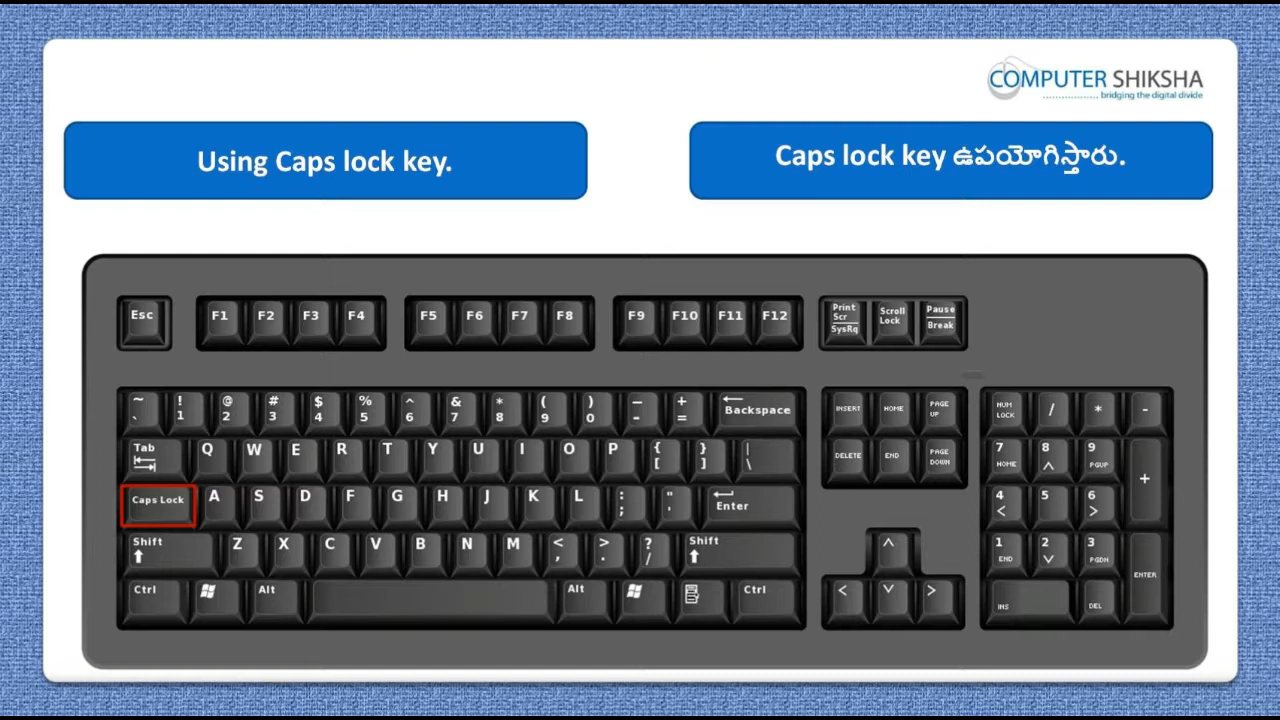 COMPUTER SHIKSHA
bridging the digital divide
Using Caps lock key.
Caps lock key ఉపయోగిస్తారు.
Esc F1 F2 F3 F4 F5 F6 F7 F8 F9 F10 F11 F12 Print Scr SysRq Scroll Lock Pause Break
~ ` ! 1 @ 2 # 3 $ 4 % 5 ^ 6 & 7 * 8 ( 9 ) 0 — - + = Backspace INSERT HOME PAGE UP NUM LOCK / * -
Tab Q W E R T Y U I O P { [ } ] | \ DELETE END PAGE DOWN 7 HOME 8 ^ 9 PGUP +
Caps Lock A S D F G H J K L : ; " ' Enter 4 < 5 6 >
Shift Z X C V B N M < , > . ? / Shift 1 END 2 3 PGDN ENTER
Ctrl Alt Alt Ctrl INS DEL